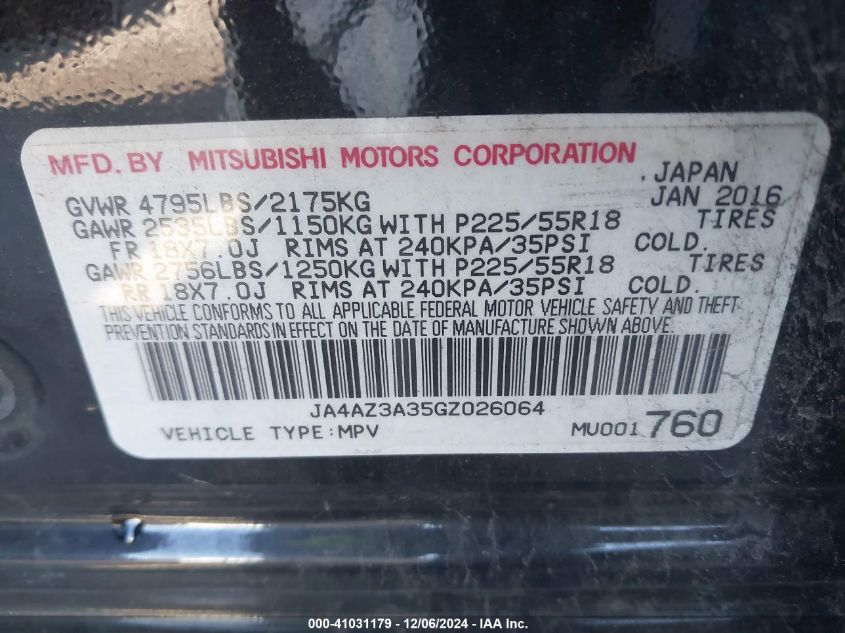 MFD. BY MITSUBISHI MOTORS CORPORATION
. JAPAN
GVWR 4795LBS/2175KG JAN 2016
GAWR 2535LBS/1150KG WITH P225/55R18 TIRES
FR 18X7.0J RIMS AT 240KPA/35PSI COLD.
GAWR 2756LBS/1250KG WITH P225/55R18 TIRES
RR 18X7.0J RIMS AT 240KPA/35PSI COLD.
THIS VEHICLE CONFORMS TO ALL APPLICABLE FEDERAL MOTOR VEHICLE SAFETY AND THEFT
PREVENTION STANDARDS IN EFFECT ON THE DATE OF MANUFACTURE SHOWN ABOVE.
JA4AZ3A35GZ026064
VEHICLE TYPE:MPV MU001 760
000-41031179 - 12/06/2024 - IAA Inc.